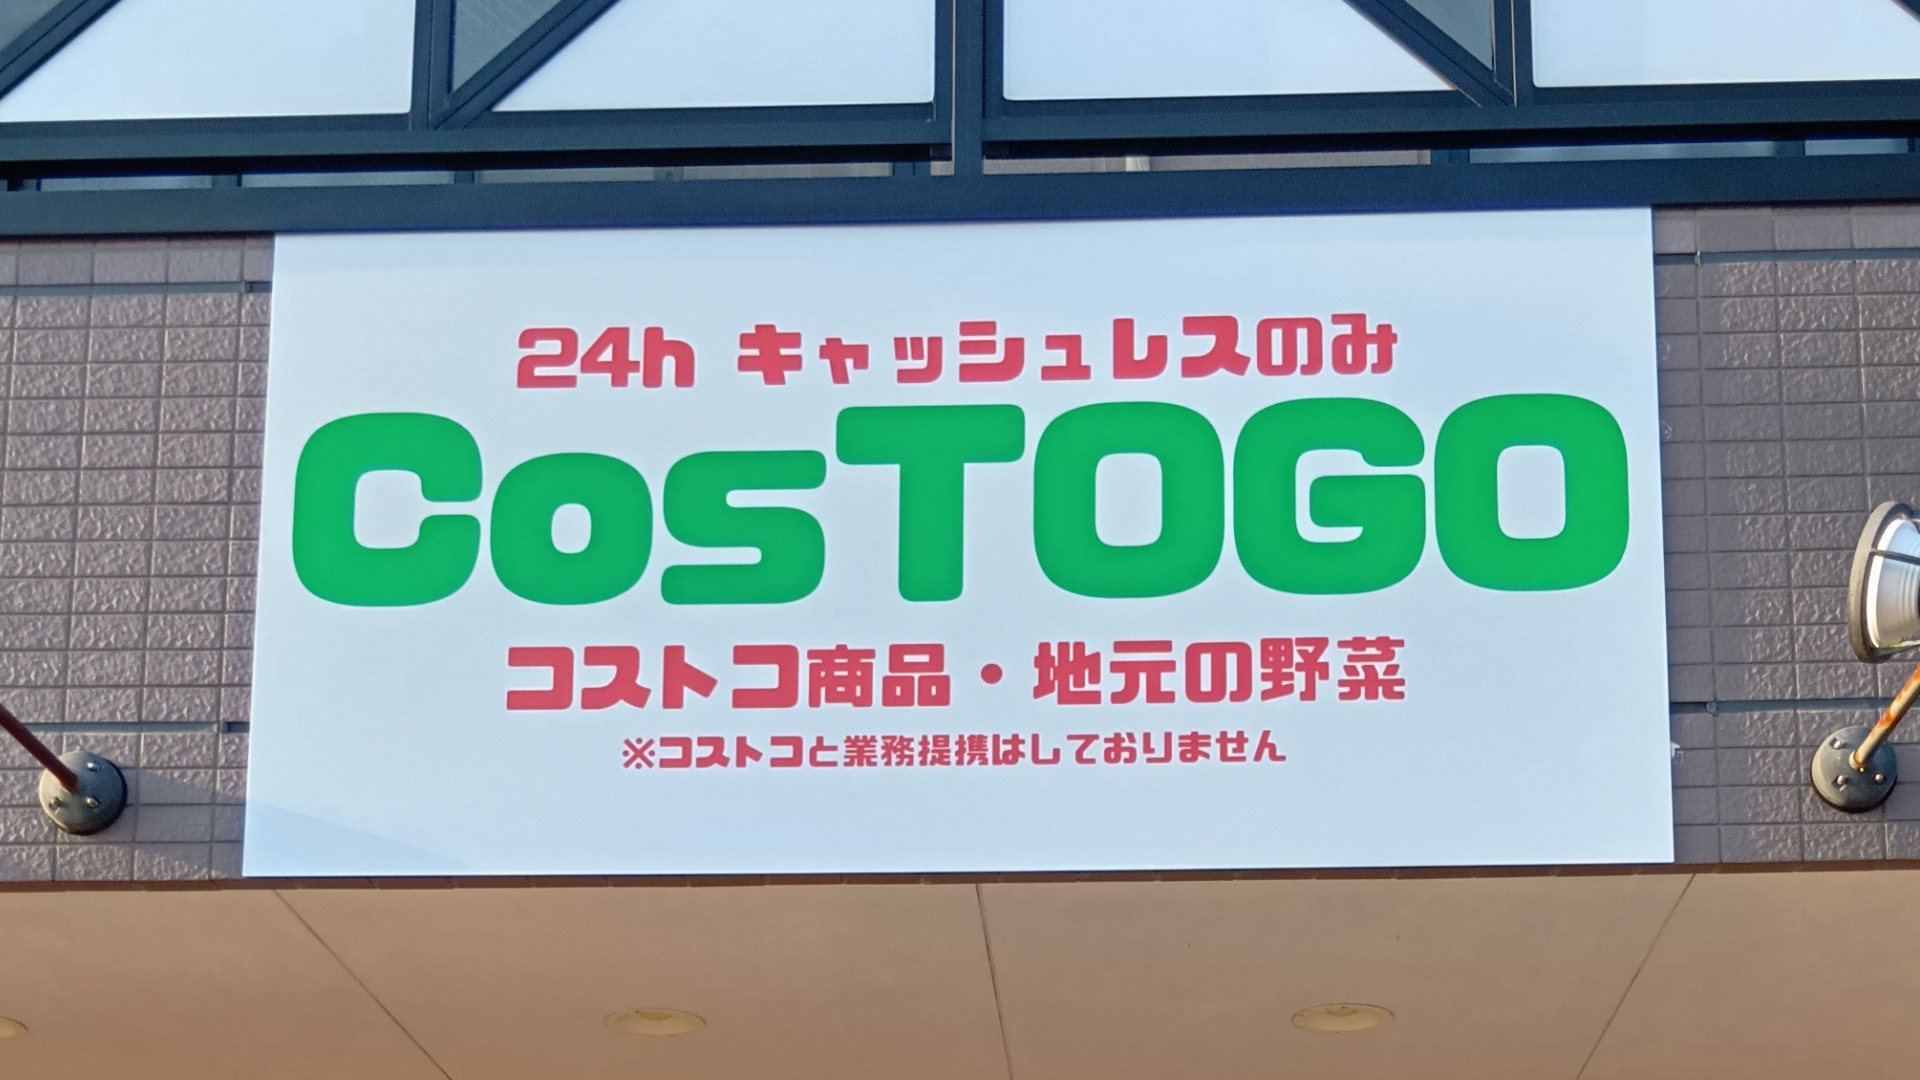 24h キャッシュレスのみ
CosTOGO
コストコ商品・地元の野菜
※コストコと業務提携はしておりません